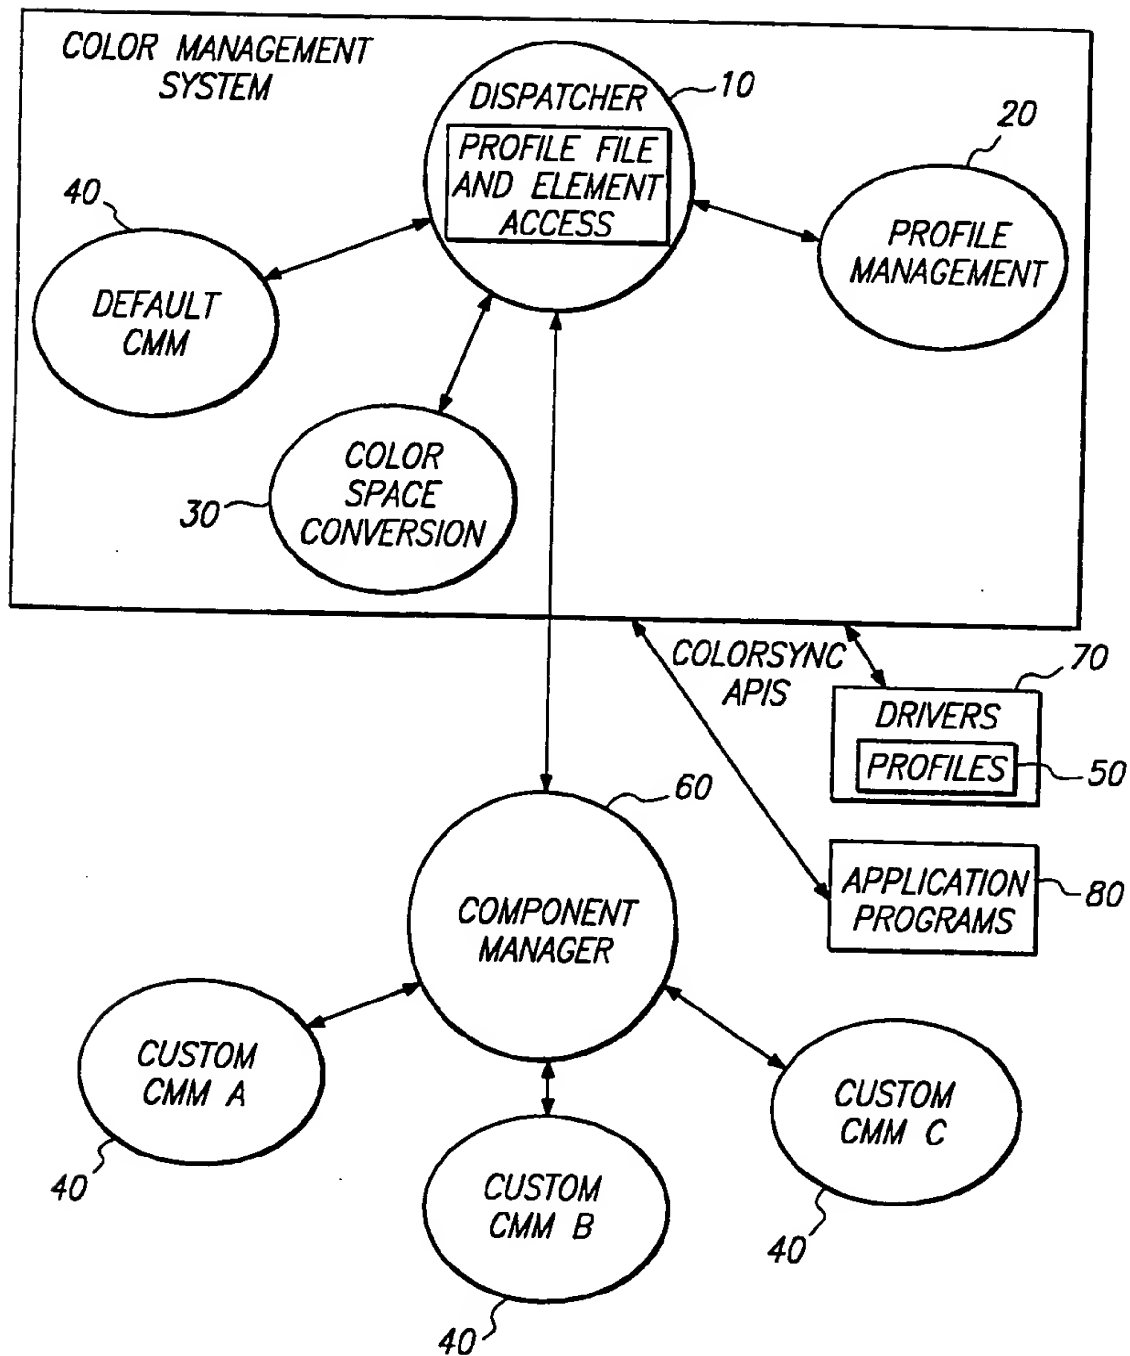 COLOR MANAGEMENT
SYSTEM
DISPATCHER
10
PROFILE FILE
AND ELEMENT
ACCESS
20
PROFILE
MANAGEMENT
40
DEFAULT
CMM
COLOR
SPACE
CONVERSION
30
COLORSYNC
APIS
70
DRIVERS
PROFILES
50
60
COMPONENT
MANAGER
APPLICATION
PROGRAMS
80
CUSTOM
CMM A
40
CUSTOM
CMM B
40
CUSTOM
CMM C
40